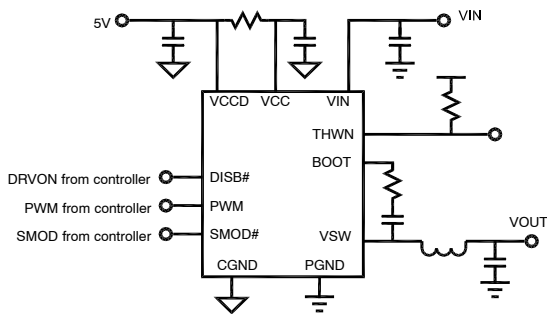 5V
VIN
VCCD VCC VIN
THWN
BOOT
DRVON from controller DISB#
PWM from controller PWM
SMOD from controller SMOD#
VSW
VOUT
CGND PGND